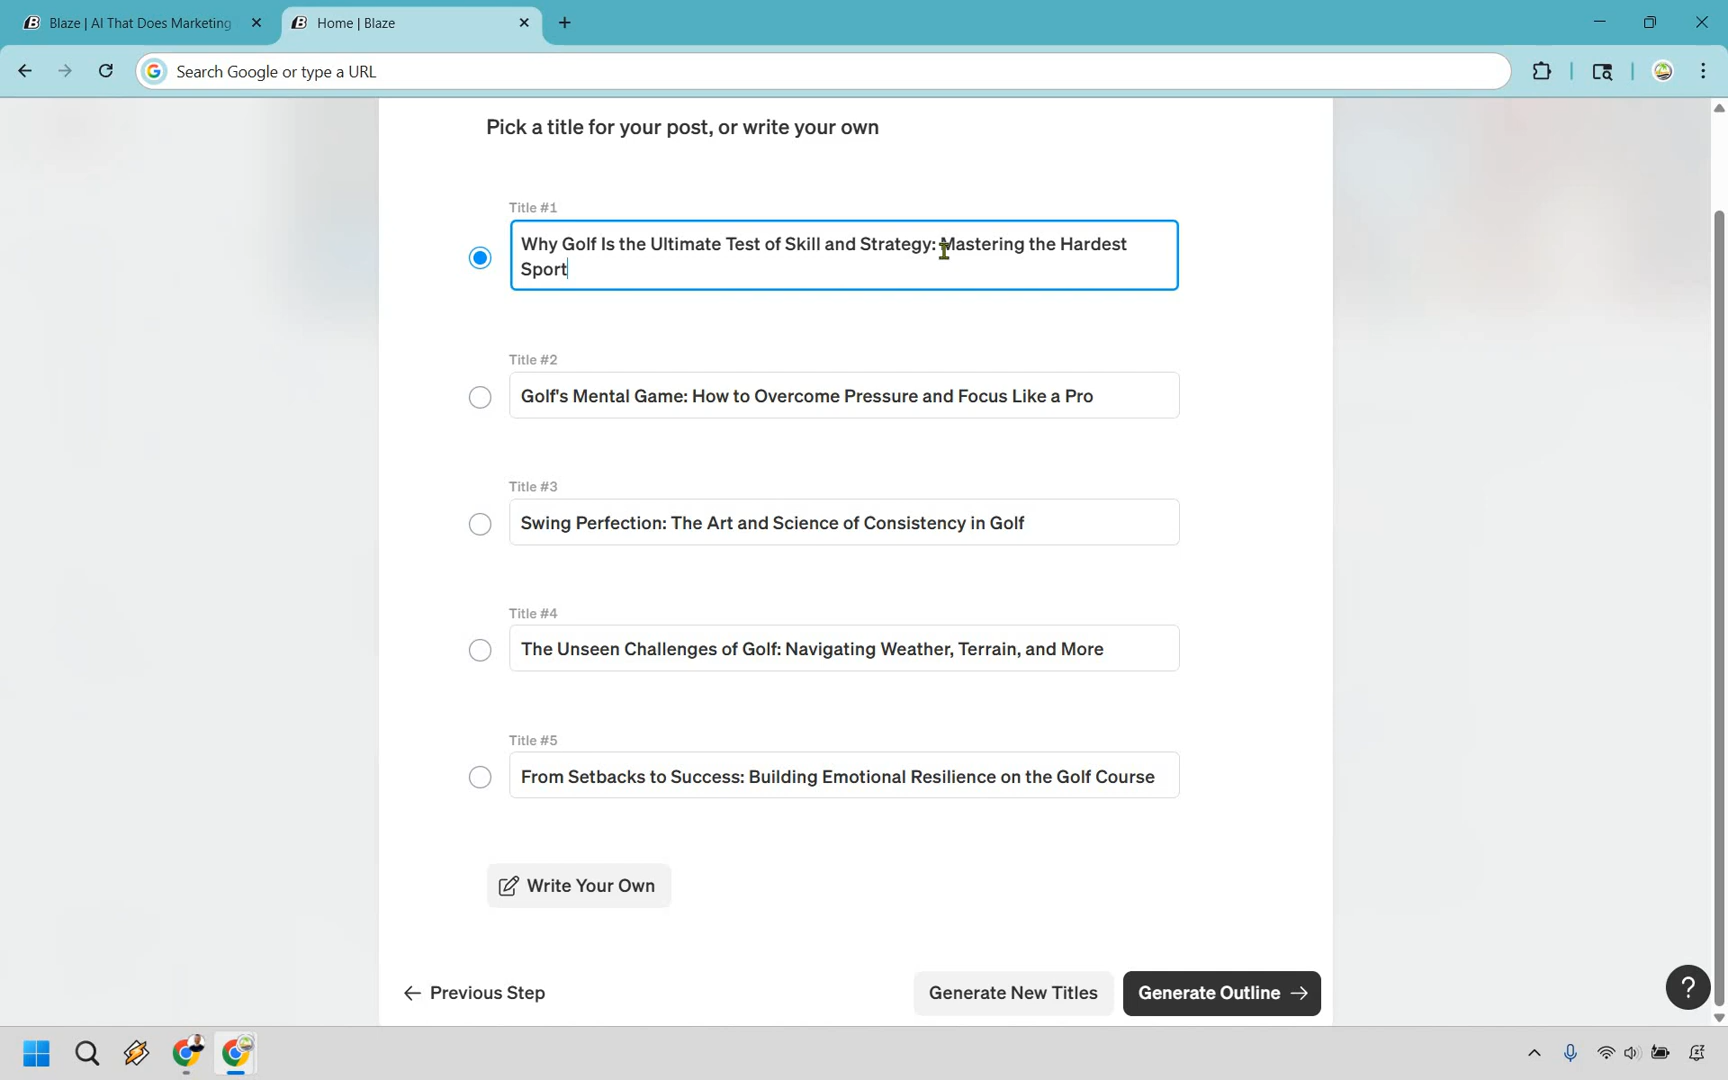 Blaze | AI That Does Marketing
Home | Blaze
Search Google or type a URL
Pick a title for your post, or write your own
Title #1
Why Golf Is the Ultimate Test of Skill and Strategy: Mastering the Hardest
Sport
Title #2
Golf's Mental Game: How to Overcome Pressure and Focus Like a Pro
Title #3
Swing Perfection: The Art and Science of Consistency in Golf
Title #4
The Unseen Challenges of Golf: Navigating Weather, Terrain, and More
Title #5
From Setbacks to Success: Building Emotional Resilience on the Golf Course
Write Your Own
Previous Step
Generate New Titles
Generate Outline
?